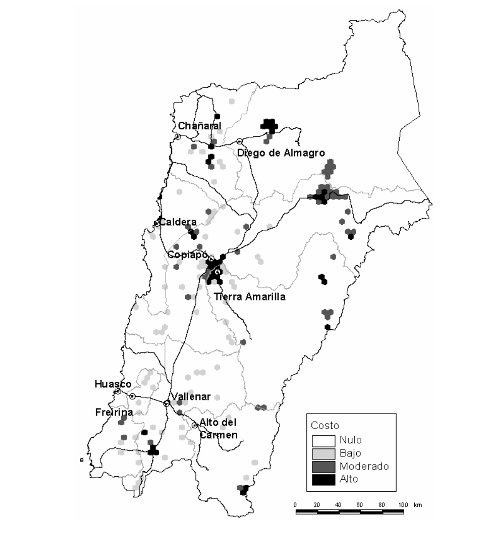 Chañaral
Diego de Almagro
Caldera
Copiapó
Tierra Amarilla
Huasco
Vallenar
Freirina
Alto del
Carmen
Costo
Nulo
Bajo
Moderado
Alto
0 20 40 60 80 100 km